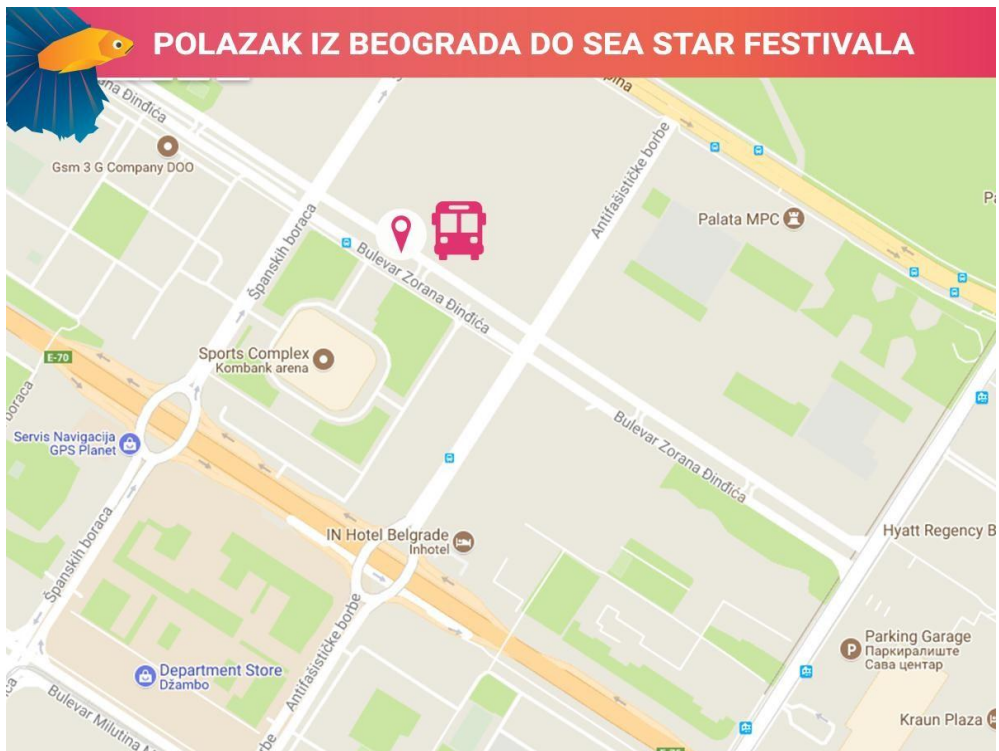 POLAZAK IZ BEOGRADA DO SEA STAR FESTIVALA
Zorana Đinđića
Gsm 3 G Company DOO
Antifašističke borbe
Palata MPC
Španskih boraca
Bulevar Zorana Đinđića
E-70
Sports Complex
Kombank arena
boraca
Servis Navigacija
GPS Planet
Bulevar Zorana Đinđića
IN Hotel Belgrade
Inhotel
Hyatt Regency B
Španskih boraca
Antifašističke borbe
Parking Garage
Паркиралиште
Сава центар
P
Department Store
Džambo
Bulevar Milutina M
Kraun Plaza
borbe